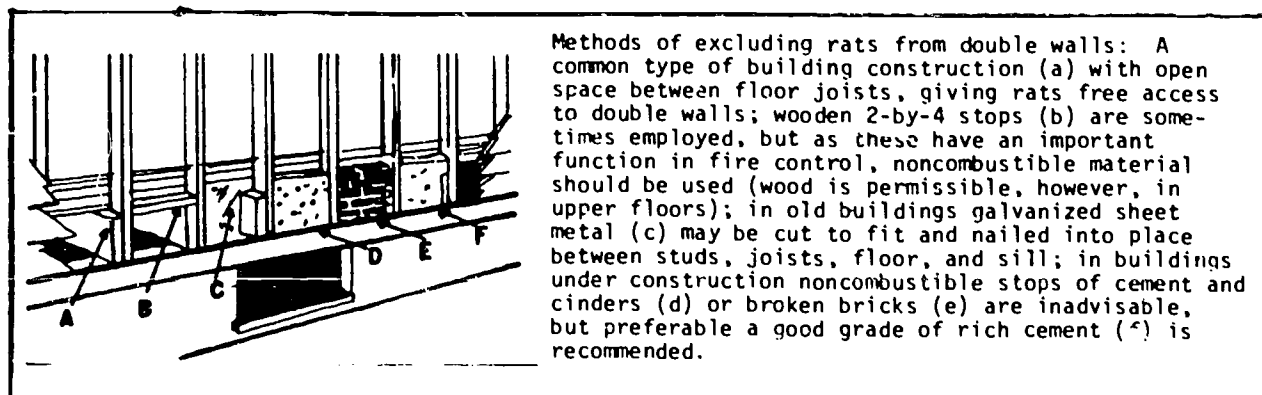 Methods of excluding rats from double walls: A
common type of building construction (a) with open
space between floor joists, giving rats free access
to double walls; wooden 2-by-4 stops (b) are some-
times employed, but as these have an important
function in fire control, noncombustible material
should be used (wood is permissible, however, in
upper floors); in old buildings galvanized sheet
metal (c) may be cut to fit and nailed into place
between studs, joists, floor, and sill; in buildings
under construction noncombustible stops of cement and
cinders (d) or broken bricks (e) are inadvisable,
but preferable a good grade of rich cement (f) is
recommended.
A B C D E F